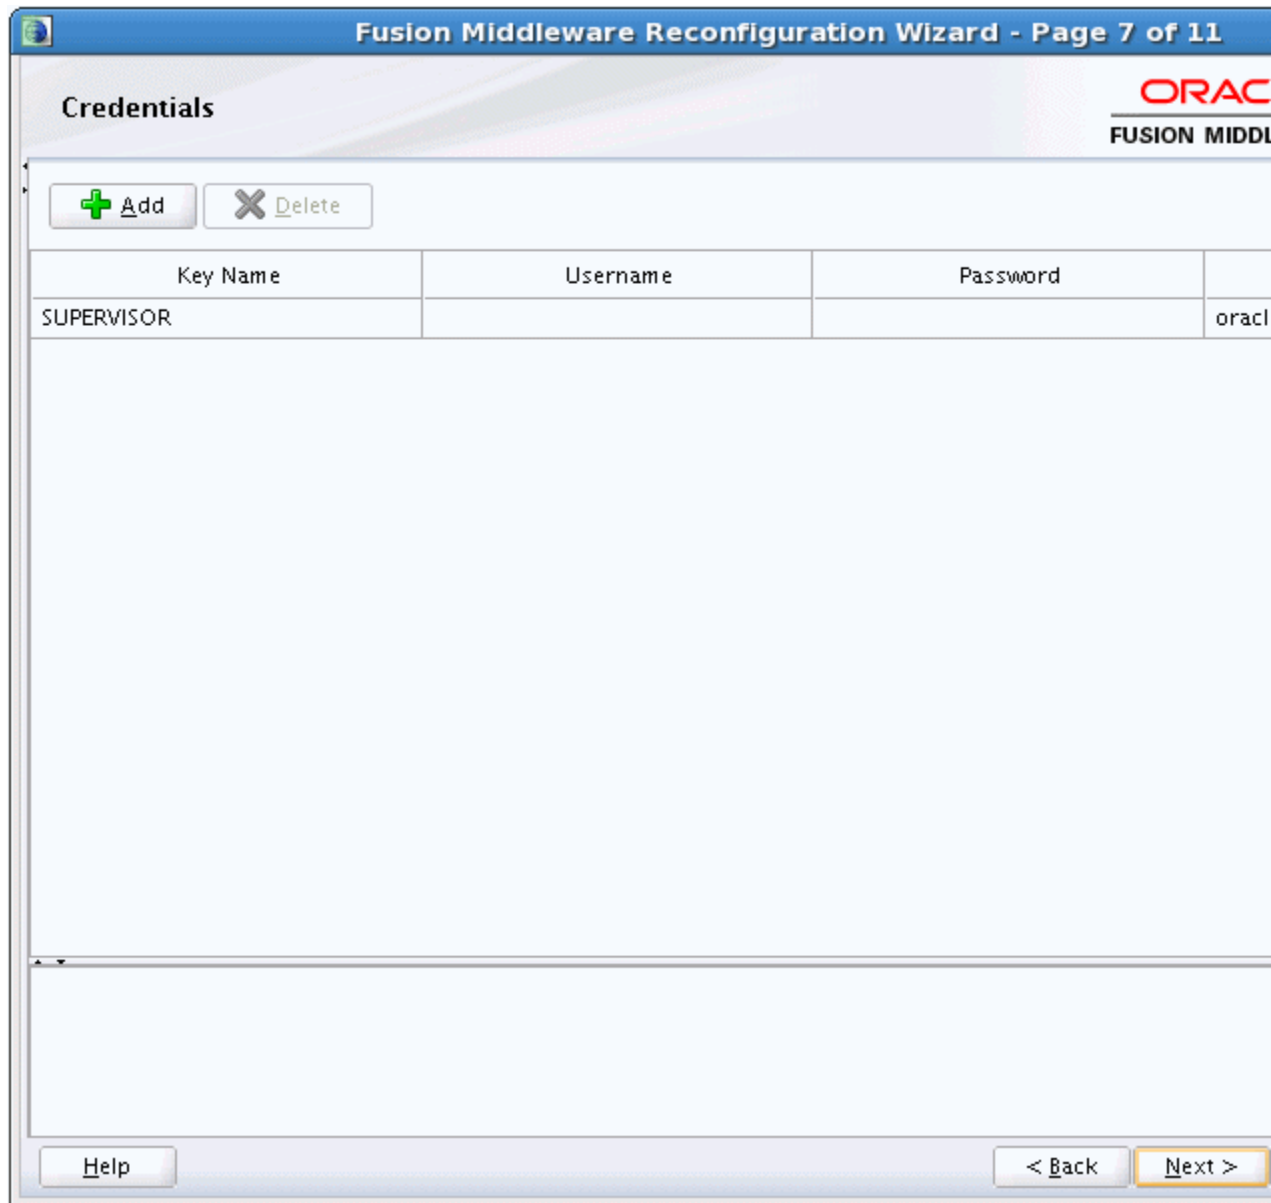 Fusion Middleware Reconfiguration Wizard - Page 7 of 11
Credentials
ORAC
FUSION MIDDL
Add Delete
Key Name Username Password
SUPERVISOR oracl
Help < Back Next >